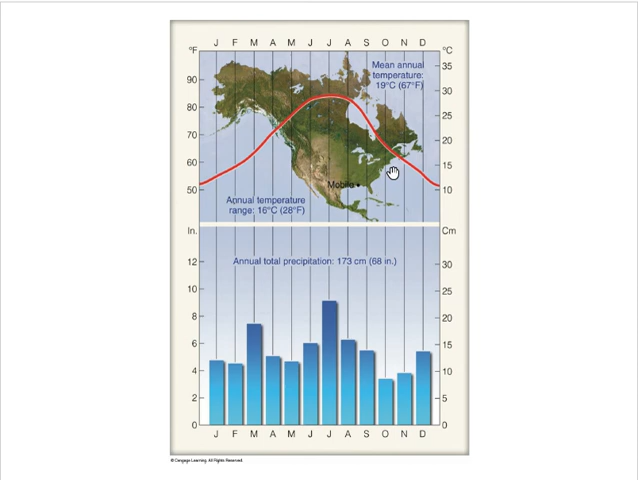 J F M A M J J A S O N D
°F °C
Mean annual
temperature:
19°C (67°F)
90
80
70
60
50
35
30
25
20
15
10
Mobile
Annual temperature
range: 16°C (28°F)
In. Cm
Annual total precipitation: 173 cm (68 in.)
12
10
8
6
4
2
0
30
25
20
15
10
5
0
J F M A M J J A S O N D
© Cengage Learning. All Rights Reserved.